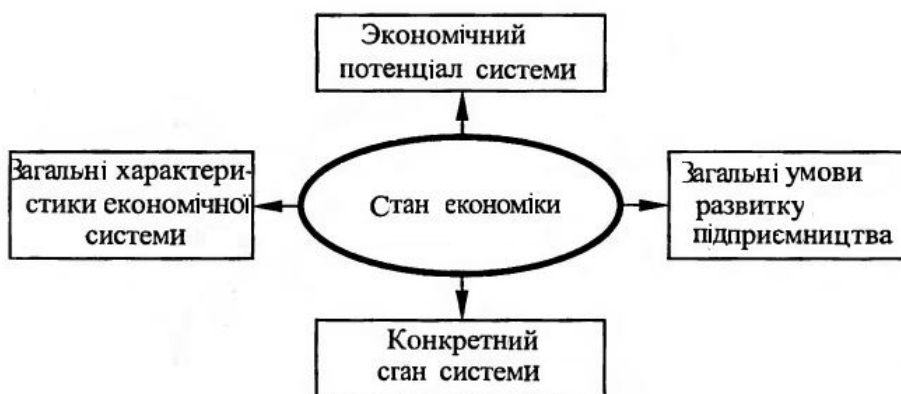 Экономічний
потенціал системи
Загальні характери-
стики економічної
системи
Стан економіки
Загальні умови
развитку
підприємництва
Конкретний
сган системи